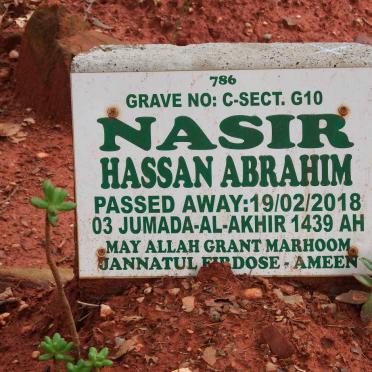 786
GRAVE NO: C-SECT. G10
NASIR
HASSAN ABRAHIM
PASSED AWAY:19/02/2018
03 JUMADA-AL-AKHIR 1439 AH
MAY ALLAH GRANT MARHOOM
JANNATUL FIRDOSE - AMEEN